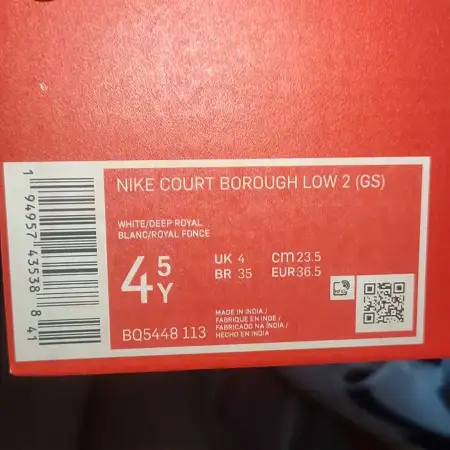 NIKE COURT BOROUGH LOW 2 (GS)
WHITE/DEEP ROYAL
BLANC/ROYAL FONCE
4 5 Y
UK 4 CM 23.5
BR 35 EUR 36.5
BQ5448 113
MADE IN INDIA /
FABRIQUE EN INDE /
FABRICADO NA INDIA /
HECHO EN INDIA
1 94957 43538 8 41